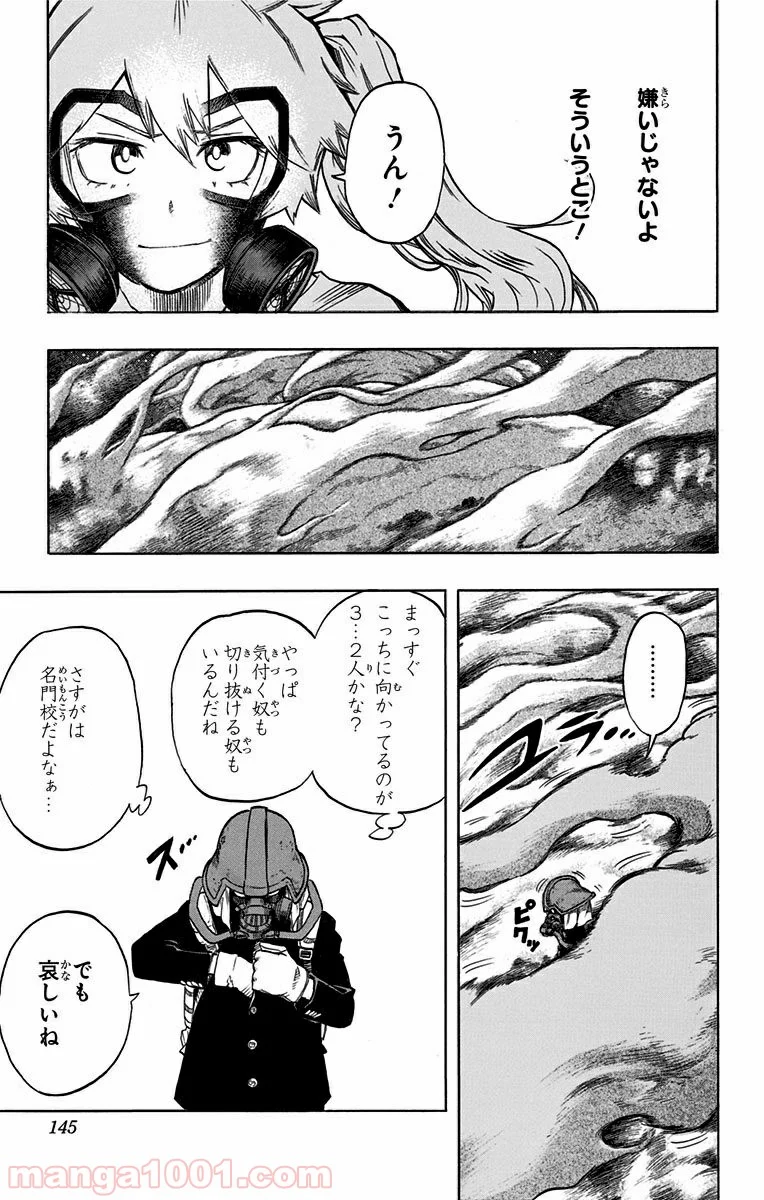 嫌いじゃないよ
そういうとこ!
うん!
………
ユラァ
ピクッ
まっすぐ
こっちに向かってるのが
3…2人かな?
やっぱ
気付く奴も
切り抜ける奴も
いるんだね
さすがは
名門校だよなぁ…
ス…
でも
哀しいね
145
manga1001.com